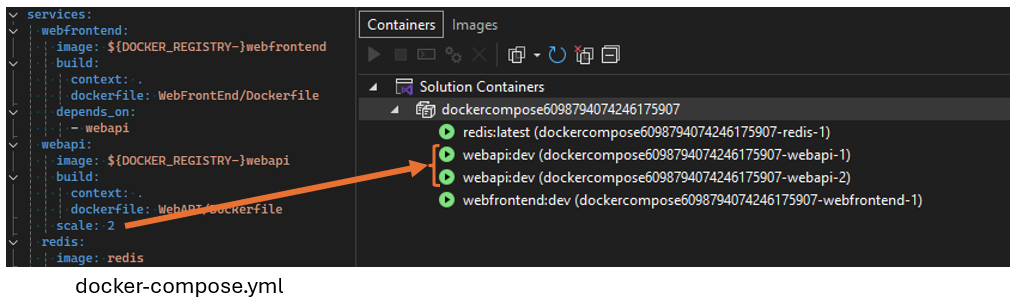 services:
webfrontend:
image: ${DOCKER_REGISTRY-}webfrontend
build:
context: .
dockerfile: WebFrontEnd/Dockerfile
depends_on:
- webapi
webapi:
image: ${DOCKER_REGISTRY-}webapi
build:
context: .
dockerfile: WebAPI/Dockerfile
scale: 2
redis:
image: redis
Containers Images
Solution Containers
dockercompose6098794074246175907
redis:latest (dockercompose6098794074246175907-redis-1)
webapi:dev (dockercompose6098794074246175907-webapi-1)
webapi:dev (dockercompose6098794074246175907-webapi-2)
webfrontend:dev (dockercompose6098794074246175907-webfrontend-1)
docker-compose.yml